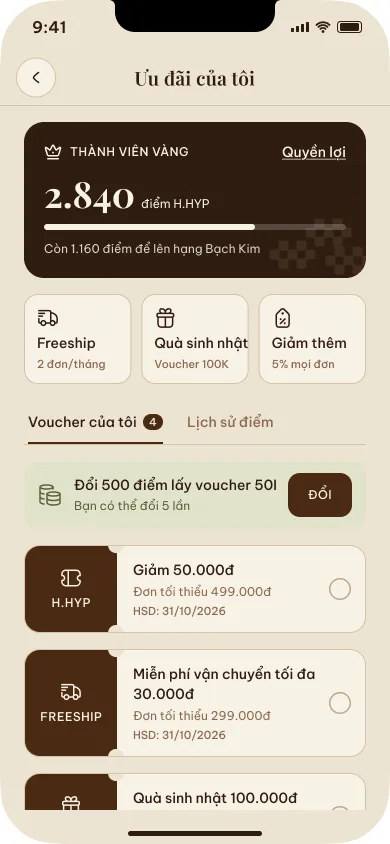 9:41
Ưu đãi của tôi
THÀNH VIÊN VÀNG
Quyền lợi
2.840 điểm H.HYP
Còn 1.160 điểm để lên hạng Bạch Kim
Freeship
2 đơn/tháng
Quà sinh nhật
Voucher 100K
Giảm thêm
5% mọi đơn
Voucher của tôi 4
Lịch sử điểm
Đổi 500 điểm lấy voucher
Bạn có thể đổi 5 lần
ĐỔI
H.HYP
Giảm 50.000đ
Đơn tối thiểu 499.000đ
HSD: 31/10/2026
FREESHIP
Miễn phí vận chuyển tối đa
30.000đ
Đơn tối thiểu 299.000đ
HSD: 31/10/2026
Quà sinh nhật 100.000đ